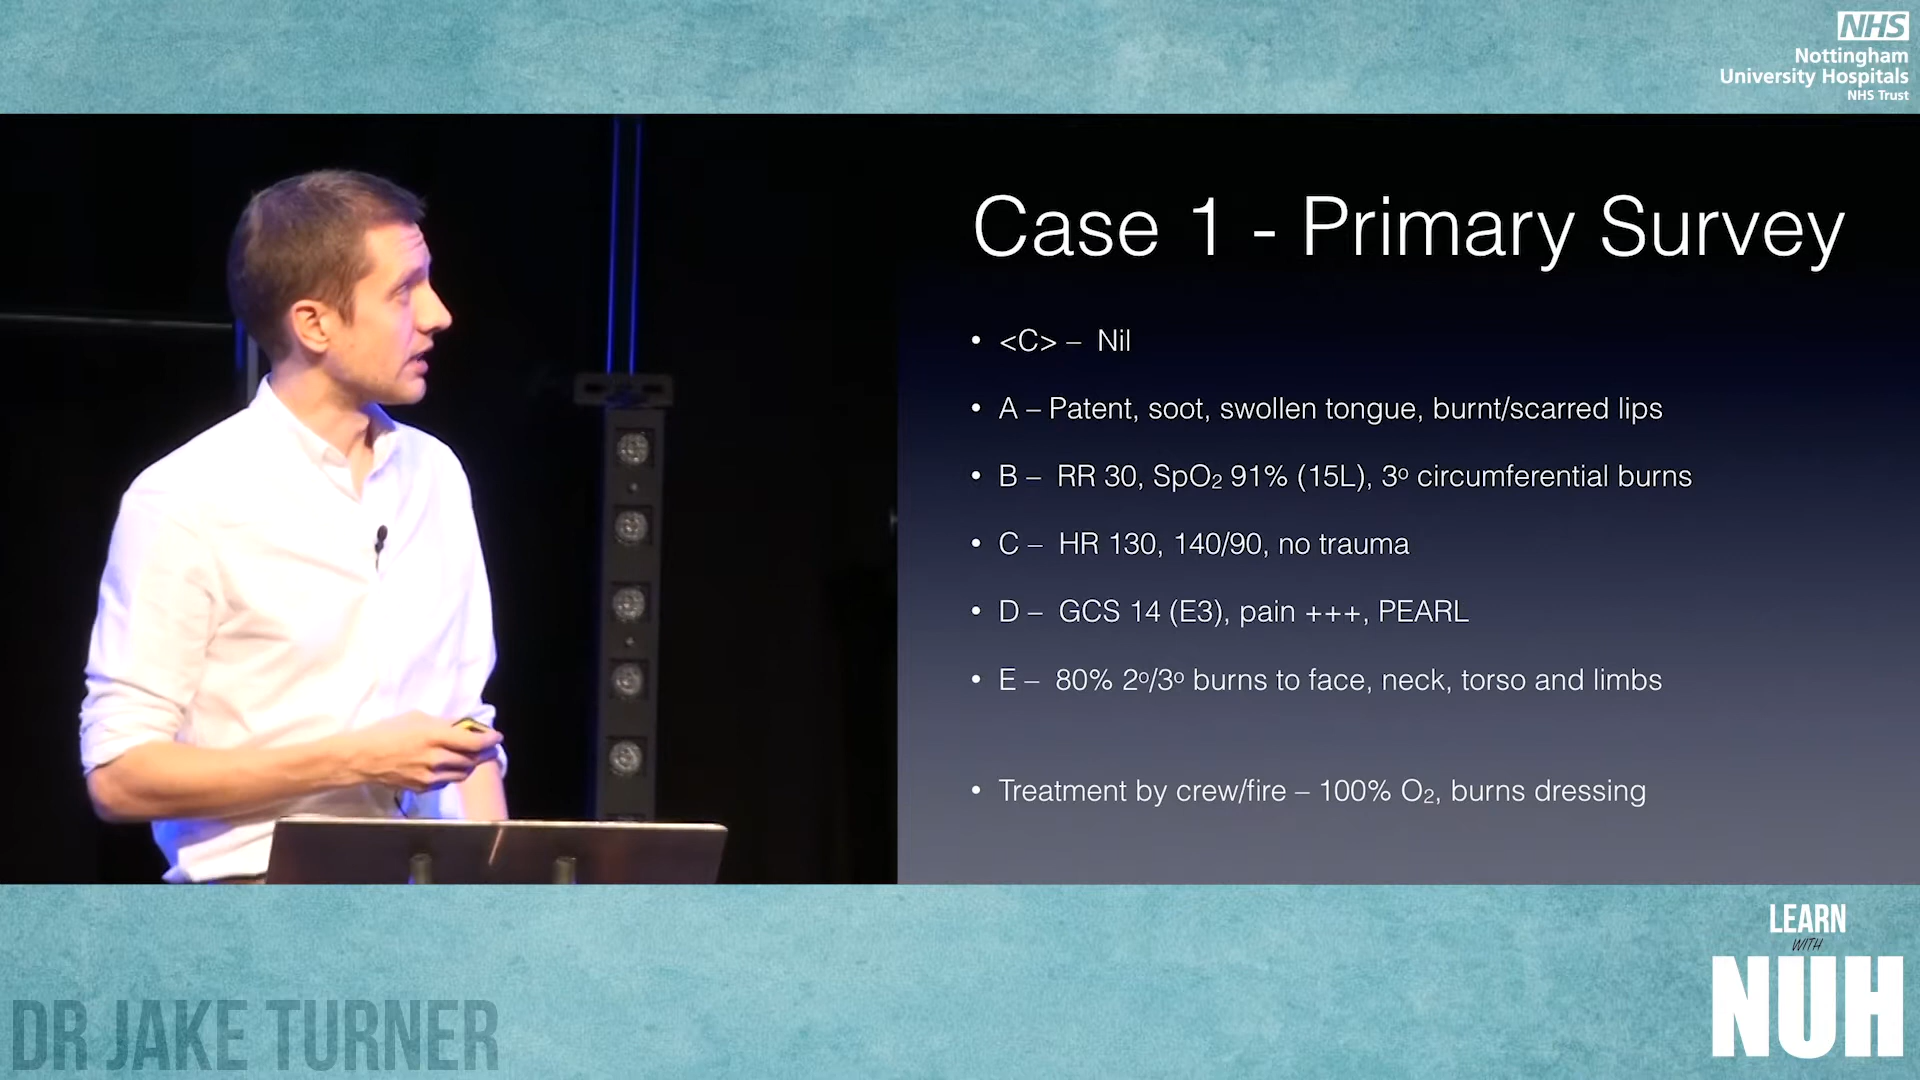 NHS
Nottingham
University Hospitals
NHS Trust
Case 1 - Primary Survey
• <C> – Nil
• A – Patent, soot, swollen tongue, burnt/scarred lips
• B – RR 30, SpO₂ 91% (15L), 3º circumferential burns
• C – HR 130, 140/90, no trauma
• D – GCS 14 (E3), pain +++, PEARL
• E – 80% 2º/3º burns to face, neck, torso and limbs
• Treatment by crew/fire – 100% O₂, burns dressing
DR JAKE TURNER
LEARN
WITH
NUH